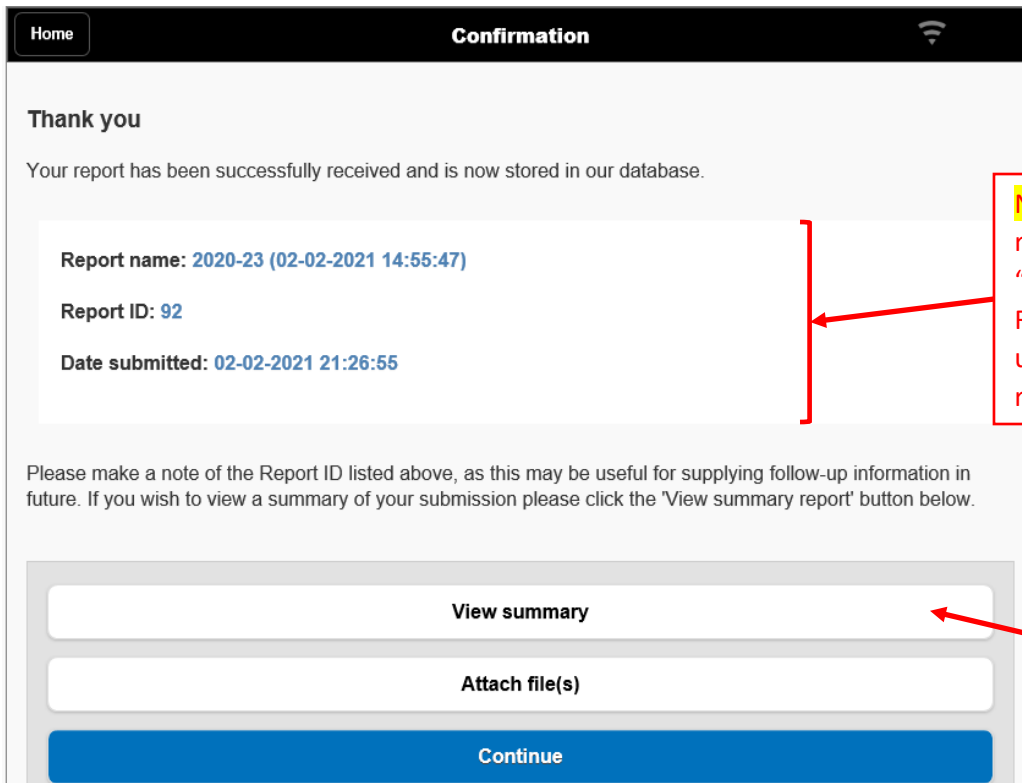 Home
Confirmation
Thank you
Your report has been successfully received and is now stored in our database.
Report name: 2020-23 (02-02-2021 14:55:47)
Report ID: 92
Date submitted: 02-02-2021 21:26:55
Please make a note of the Report ID listed above, as this may be useful for supplying follow-up information in
future. If you wish to view a summary of your submission please click the 'View summary report' button below.
View summary
Attach file(s)
Continue